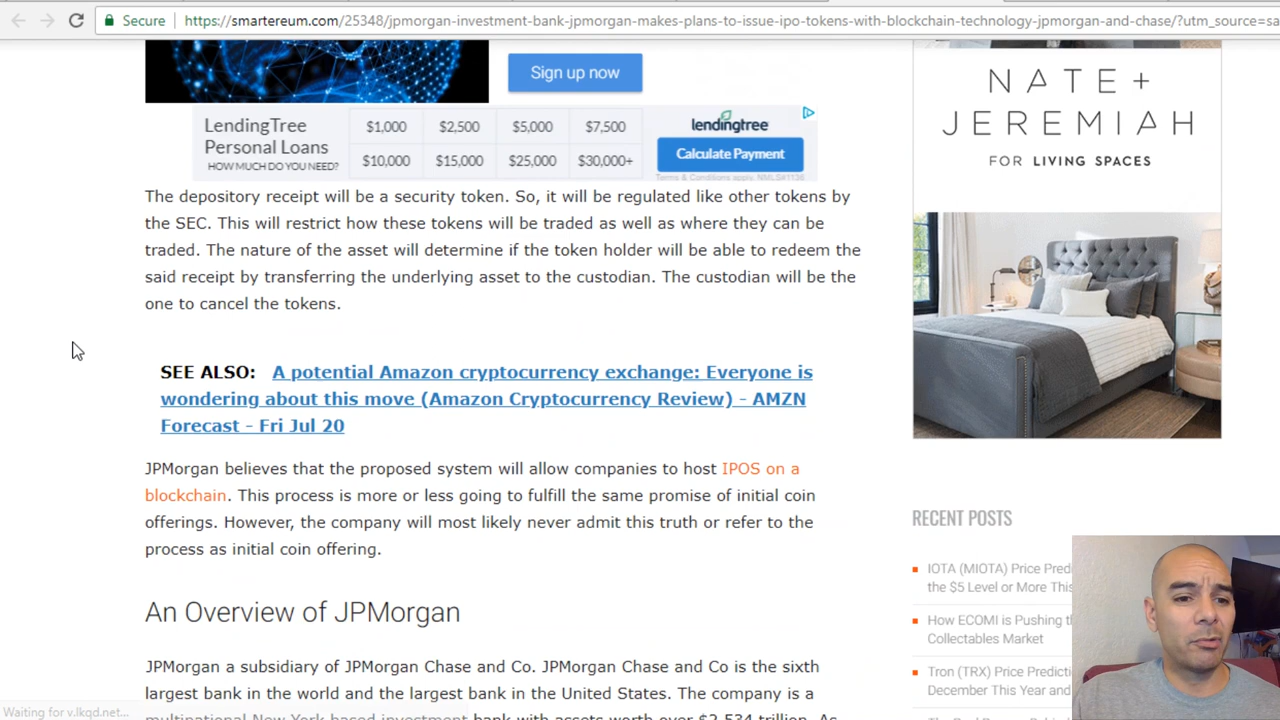 Secure
https://smartereum.com/25348/jpmorgan-investment-bank-jpmorgan-makes-plans-to-issue-ipo-tokens-with-blockchain-technology-jpmorgan-and-chase/?utm_source=sa
Sign up now
LendingTree
Personal Loans
HOW MUCH DO YOU NEED?
$1,000 $2,500 $5,000 $7,500
$10,000 $15,000 $25,000 $30,000+
lendingtree
Calculate Payment
Terms & Conditions apply. NMLS#1136
NATE +
JEREMIAH
FOR LIVING SPACES
The depository receipt will be a security token. So, it will be regulated like other tokens by
the SEC. This will restrict how these tokens will be traded as well as where they can be
traded. The nature of the asset will determine if the token holder will be able to redeem the
said receipt by transferring the underlying asset to the custodian. The custodian will be the
one to cancel the tokens.
SEE ALSO: A potential Amazon cryptocurrency exchange: Everyone is
wondering about this move (Amazon Cryptocurrency Review) - AMZN
Forecast - Fri Jul 20
JPMorgan believes that the proposed system will allow companies to host IPOS on a
blockchain. This process is more or less going to fulfill the same promise of initial coin
offerings. However, the company will most likely never admit this truth or refer to the
process as initial coin offering.
An Overview of JPMorgan
JPMorgan a subsidiary of JPMorgan Chase and Co. JPMorgan Chase and Co is the sixth
largest bank in the world and the largest bank in the United States. The company is a
multinational New York based investment bank with assets worth over $2.534 trillion. As
RECENT POSTS
IOTA (MIOTA) Price Pred
the $5 Level or More This
How ECOMI is Pushing t
Collectables Market
Tron (TRX) Price Predicti
December This Year and
Waiting for v.lkqd.net...